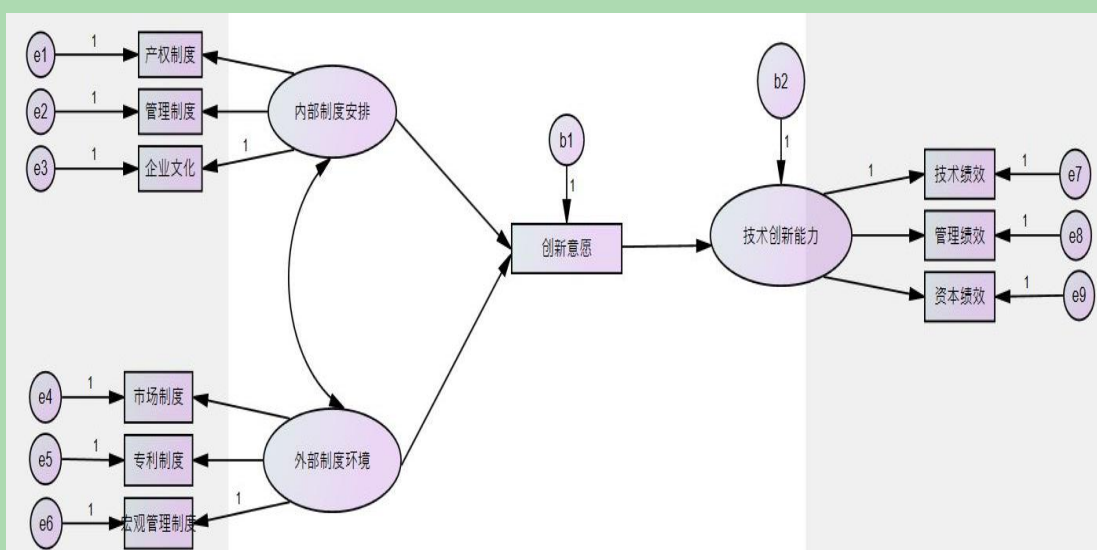 e1
1
产权制度
e2
1
管理制度
e3
1
企业文化
1
内部制度安排
b1
1
创新意愿
b2
1
技术创新能力
1
技术绩效
1
e7
管理绩效
1
e8
资本绩效
1
e9
e4
1
市场制度
e5
1
专利制度
e6
1
宏观管理制度
1
外部制度环境